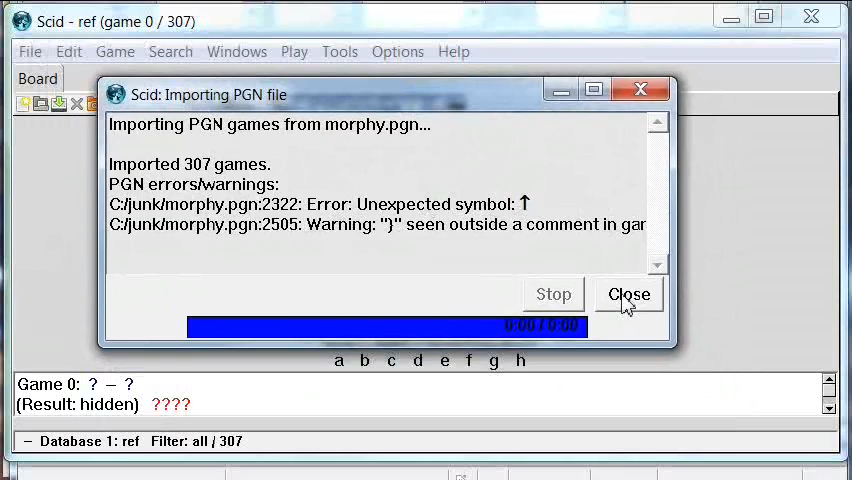 Scid - ref (game 0 / 307)
File Edit Game Search Windows Play Tools Options Help
Board
Scid: Importing PGN file
Importing PGN games from morphy.pgn...
Imported 307 games.
PGN errors/warnings:
C:/junk/morphy.pgn:2322: Error: Unexpected symbol: ↑
C:/junk/morphy.pgn:2505: Warning: "}" seen outside a comment in gar
Stop Close
0:00 / 0:00
a b c d e f g h
Game 0: ? – ?
(Result: hidden) ????
– Database 1: ref Filter: all / 307